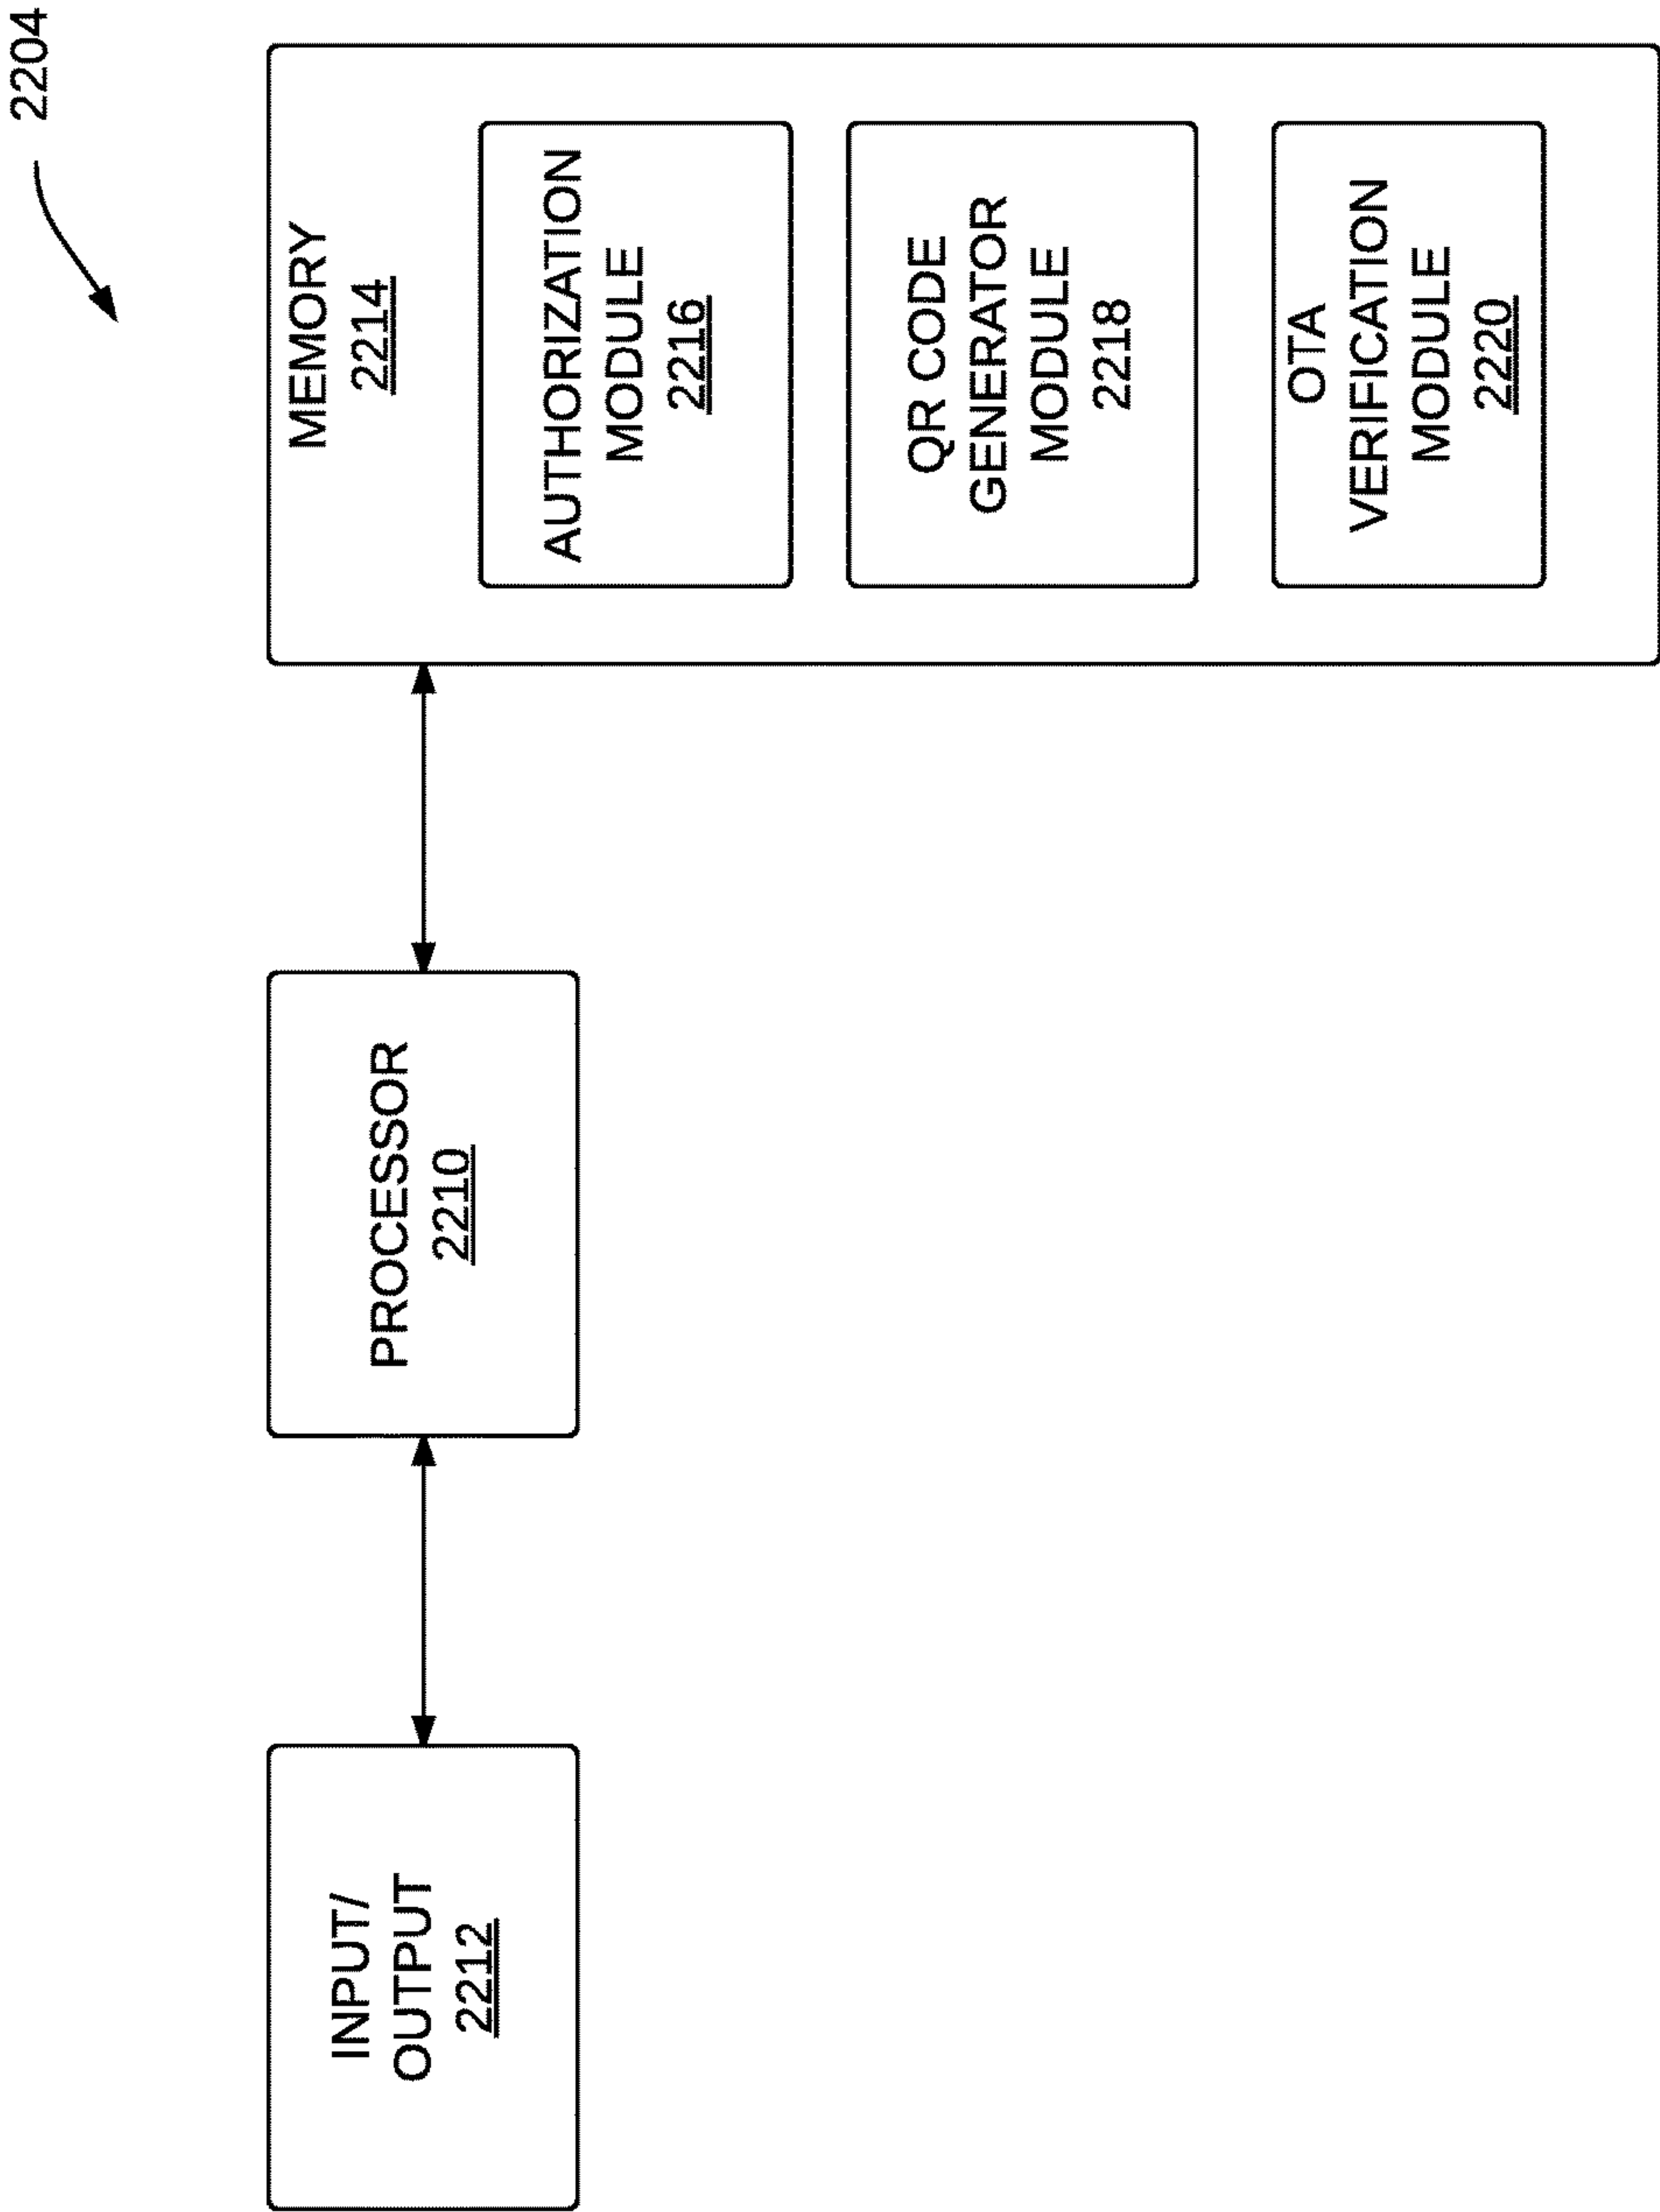 2204
INPUT/
OUTPUT
2212
PROCESSOR
2210
MEMORY
2214
AUTHORIZATION
MODULE
2216
QR CODE
GENERATOR
MODULE
2218
OTA
VERIFICATION
MODULE
2220